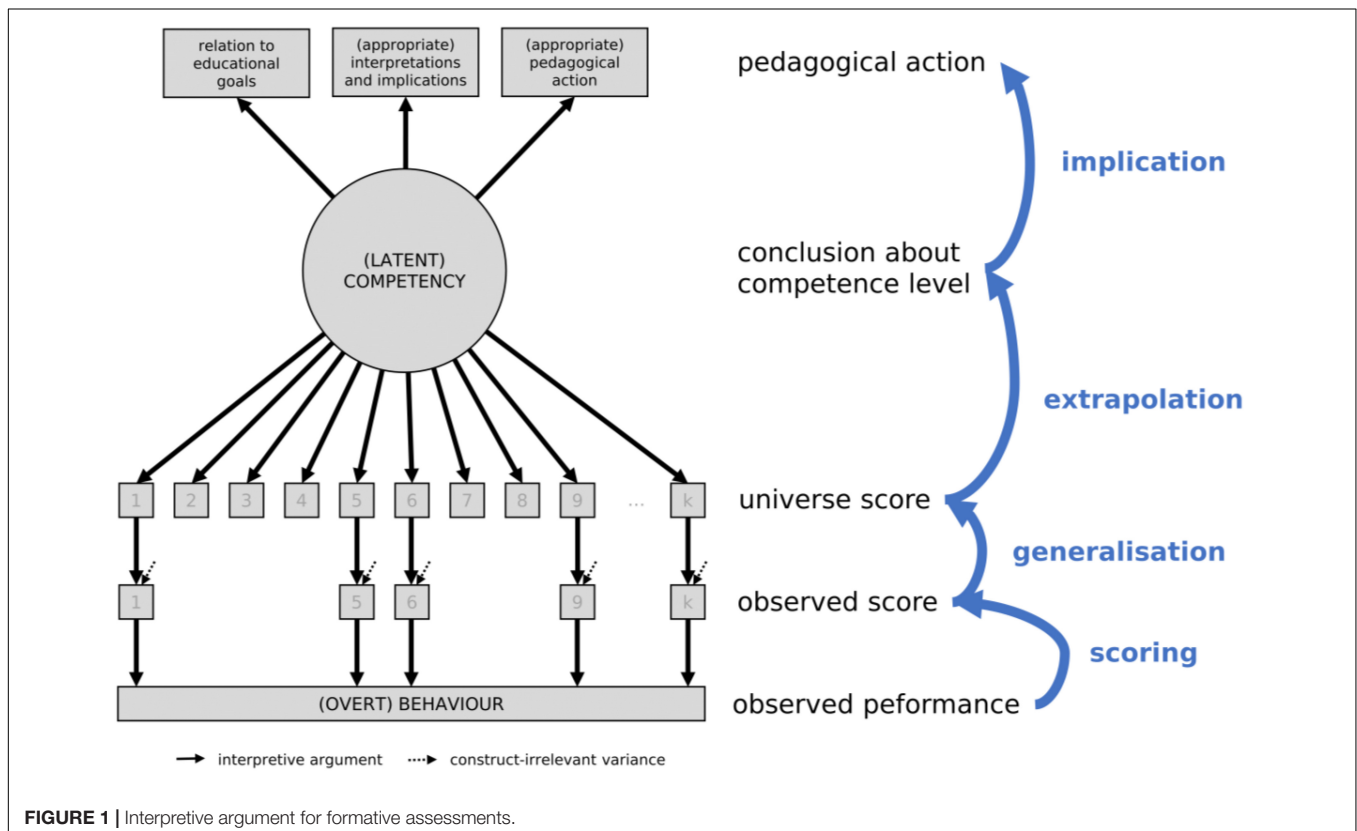 relation to
educational
goals
(appropriate)
interpretations
and implications
(appropriate)
pedagogical
action
pedagogical action
implication
(LATENT)
COMPETENCY
conclusion about
competence level
extrapolation
1 2 3 4 5 6 7 8 9 ... k
universe score
generalisation
1 5 6 9 k
observed score
scoring
(OVERT) BEHAVIOUR
observed peformance
interpretive argument
construct-irrelevant variance
FIGURE 1 | Interpretive argument for formative assessments.